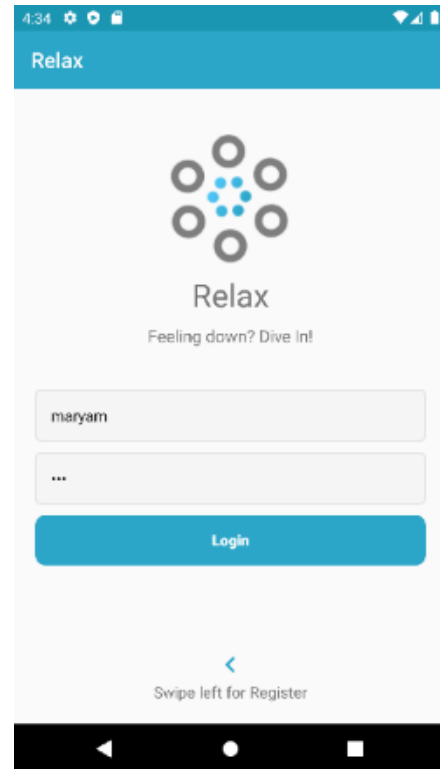 4:34
Relax
Relax
Feeling down? Dive In!
maryam
•••
Login
Swipe left for Register